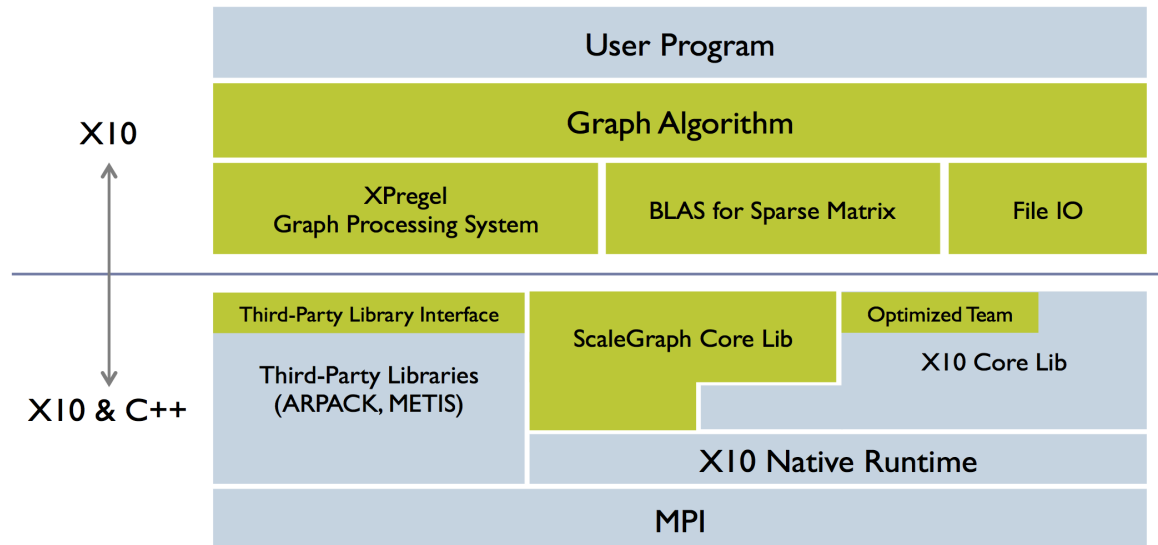 User Program
Graph Algorithm
X10
XPregel
Graph Processing System
BLAS for Sparse Matrix
File IO
Third-Party Library Interface
ScaleGraph Core Lib
Optimized Team
X10 Core Lib
Third-Party Libraries
(ARPACK, METIS)
X10 & C++
X10 Native Runtime
MPI